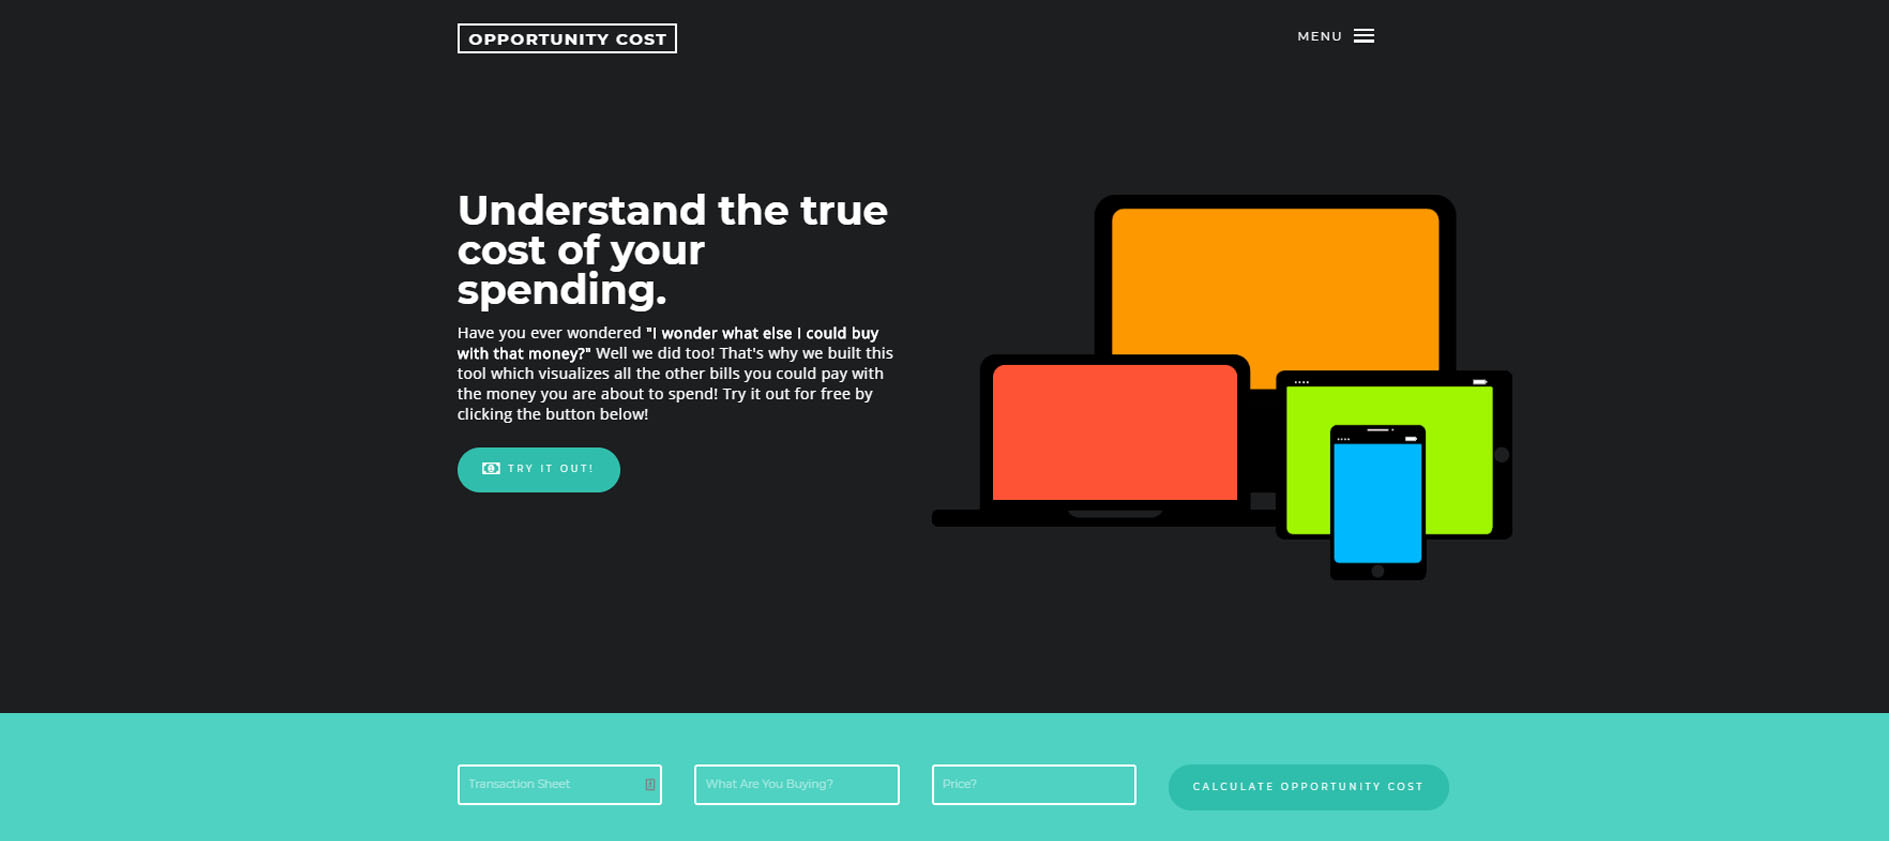 OPPORTUNITY COST
MENU
Understand the true
cost of your
spending.
Have you ever wondered "I wonder what else I could buy
with that money?" Well we did too! That's why we built this
tool which visualizes all the other bills you could pay with
the money you are about to spend! Try it out for free by
clicking the button below!
TRY IT OUT!
Transaction Sheet
What Are You Buying?
Price?
CALCULATE OPPORTUNITY COST